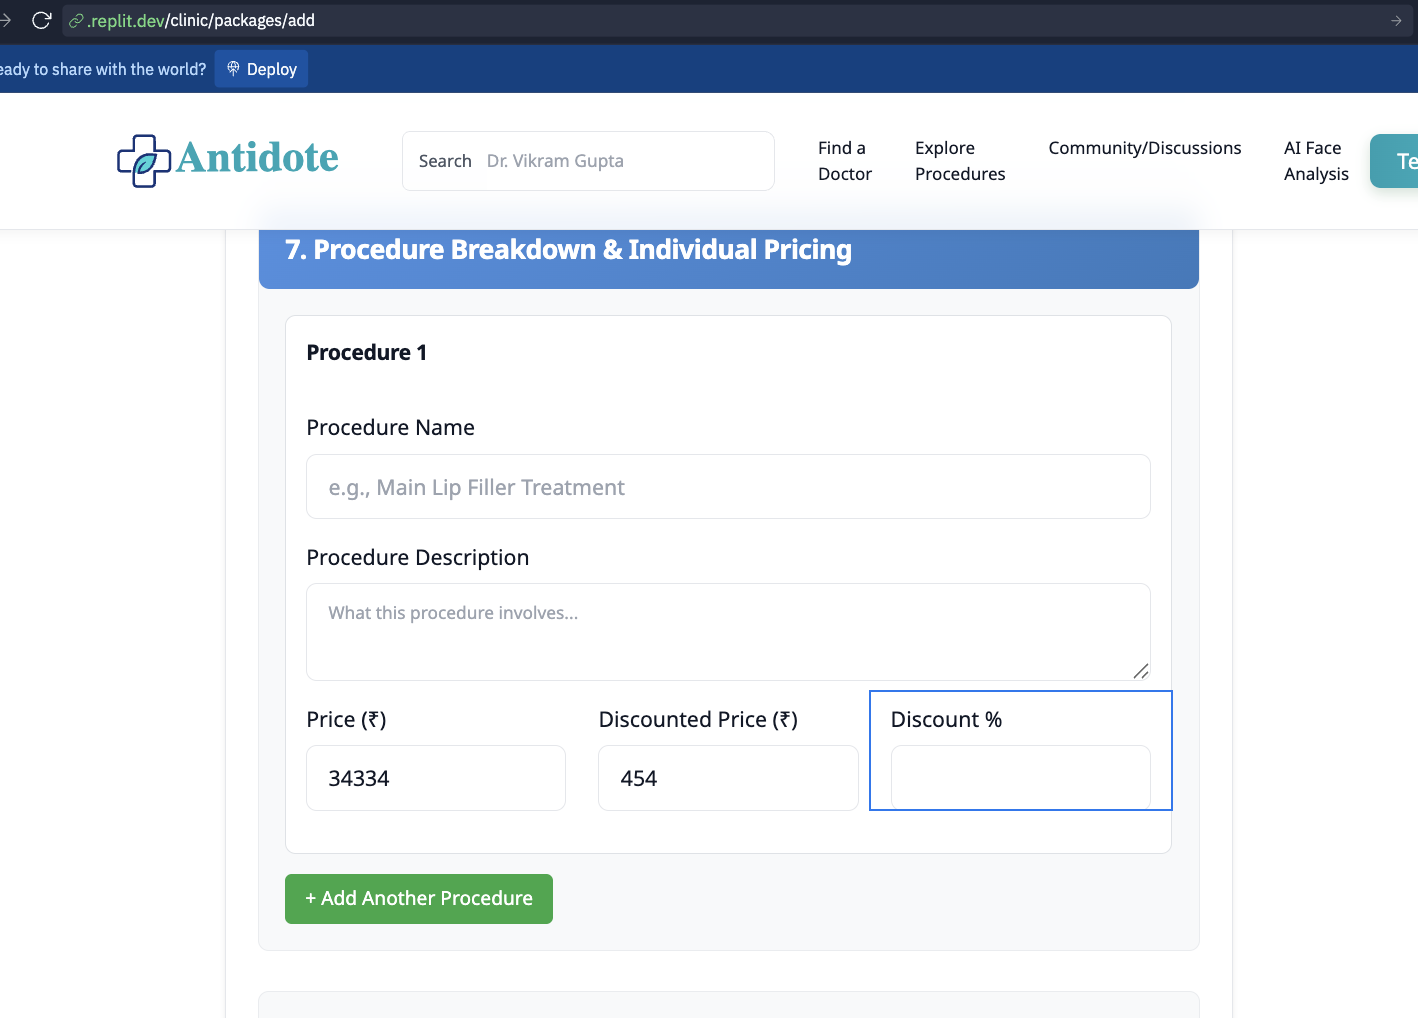 .replit.dev/clinic/packages/add
eady to share with the world?
Deploy
Antidote
Search Dr. Vikram Gupta
Find a
Doctor
Explore
Procedures
Community/Discussions
AI Face
Analysis
Te
7. Procedure Breakdown & Individual Pricing
Procedure 1
Procedure Name
e.g., Main Lip Filler Treatment
Procedure Description
What this procedure involves...
Price (₹)
34334
Discounted Price (₹)
454
Discount %
+ Add Another Procedure